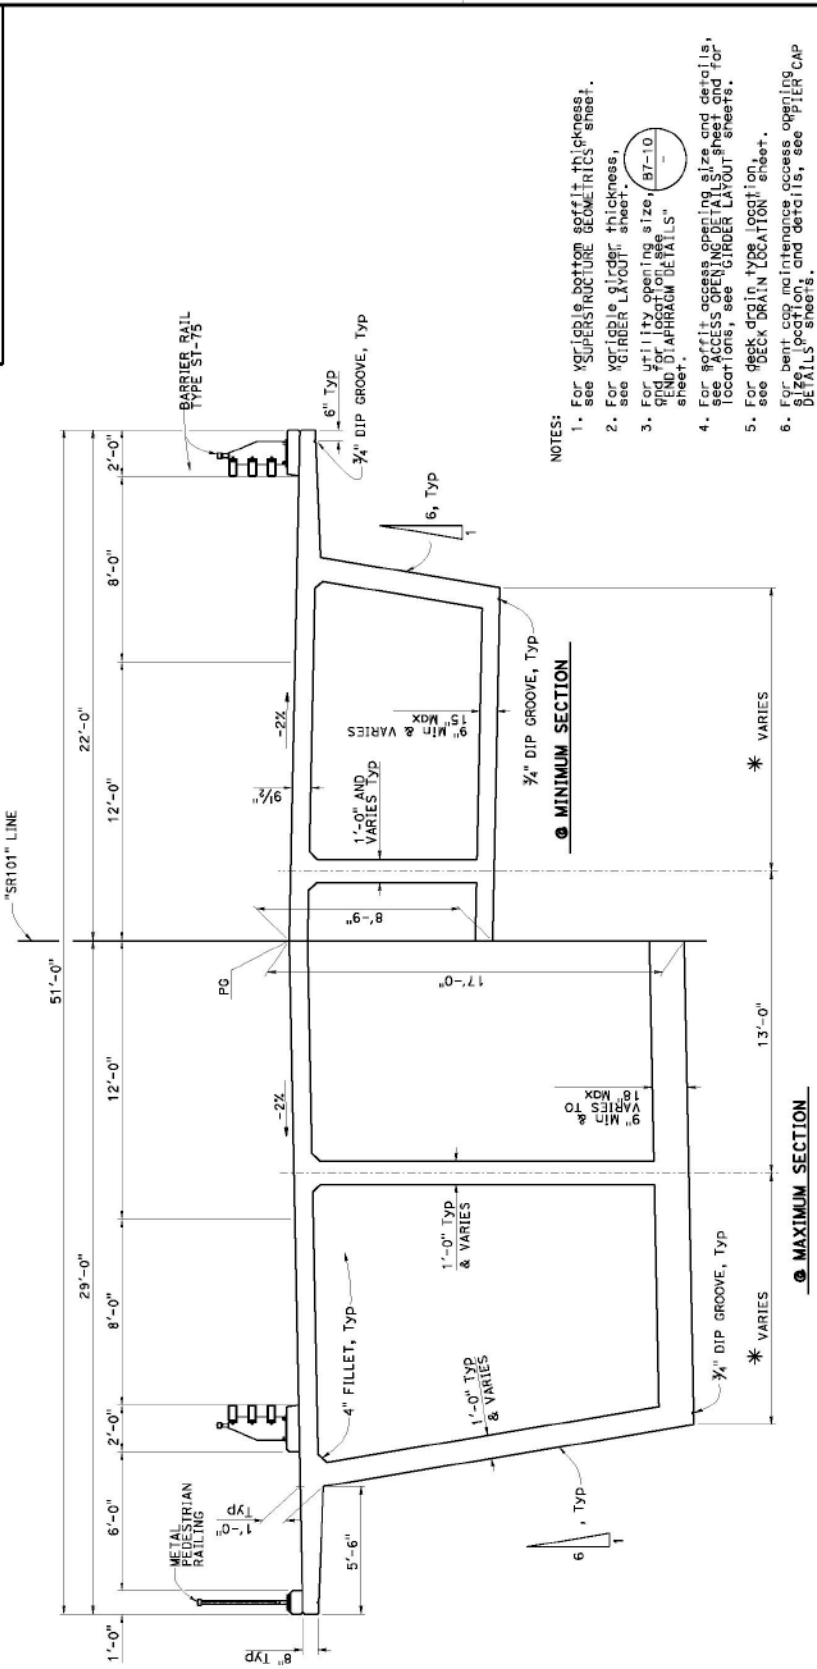 "SR101" LINE
51'-0"
29'-0"
22'-0"
1'-0"
6'-0"
2'-0"
8'-0"
12'-0"
12'-0"
8'-0"
2'-0"
METAL
PEDESTRIAN
RAILING
BARRIER RAIL
TYPE ST-75
8" Typ
1'-0"
Typ
5'-6"
-2%
PG
-2%
9½"
6" Typ
¾" DIP GROOVE, Typ
4" FILLET, Typ
1'-0" Typ
& VARIES
1'-0" Typ
& VARIES
17'-0"
8'-9"
1'-0" AND
VARIES Typ
9" Min & VARIES
15" Max
6, Typ
1
9" Min &
VARIES TO
18" Max
6
, Typ
1
¾" DIP GROOVE, Typ
¾" DIP GROOVE, Typ
@ MINIMUM SECTION
* VARIES
13'-0"
* VARIES
@ MAXIMUM SECTION
NOTES:
1. For variable bottom soffit thickness,
see "SUPERSTRUCTURE GEOMETRICS" sheet.
2. For variable girder thickness,
see "GIRDER LAYOUT" sheet.
3. For utility opening size, B7-10
-
and for location see
"END DIAPHRAGM DETAILS"
sheet.
4. For soffit access opening size and details,
see "ACCESS OPENING DETAILS" sheet and for
locations, see "GIRDER LAYOUT" sheets.
5. For deck drain type location,
see "DECK DRAIN LOCATION" sheet.
6. For bent cap maintenance access opening
size, location, and details, see "PIER CAP
DETAILS" sheets.